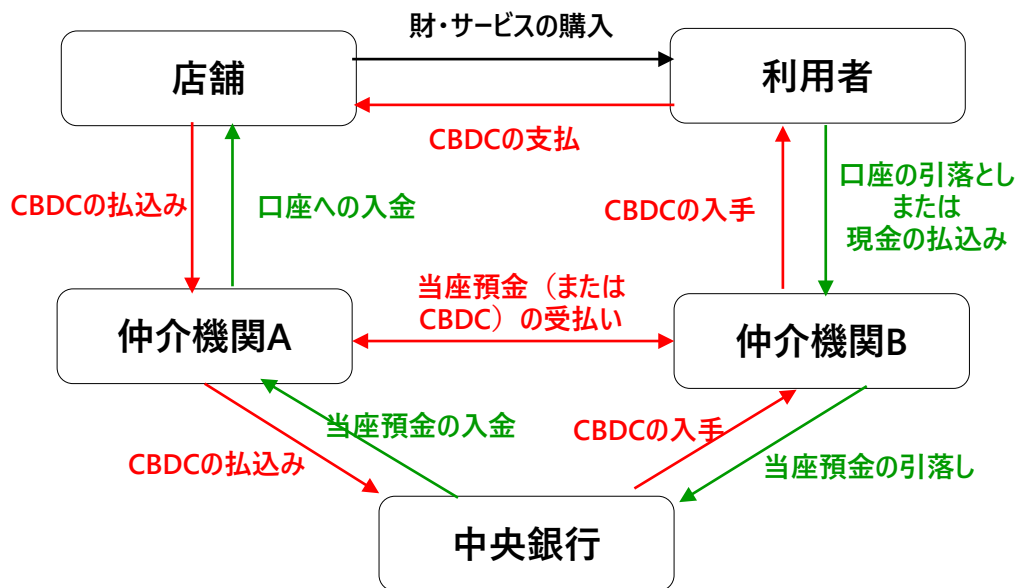 財・サービスの購入
店舗
利用者
CBDCの支払
CBDCの払込み
口座への入金
CBDCの入手
口座の引落とし
または
現金の払込み
当座預金（または
CBDC）の受払い
仲介機関A
仲介機関B
当座預金の入金
CBDCの入手
CBDCの払込み
当座預金の引落し
中央銀行